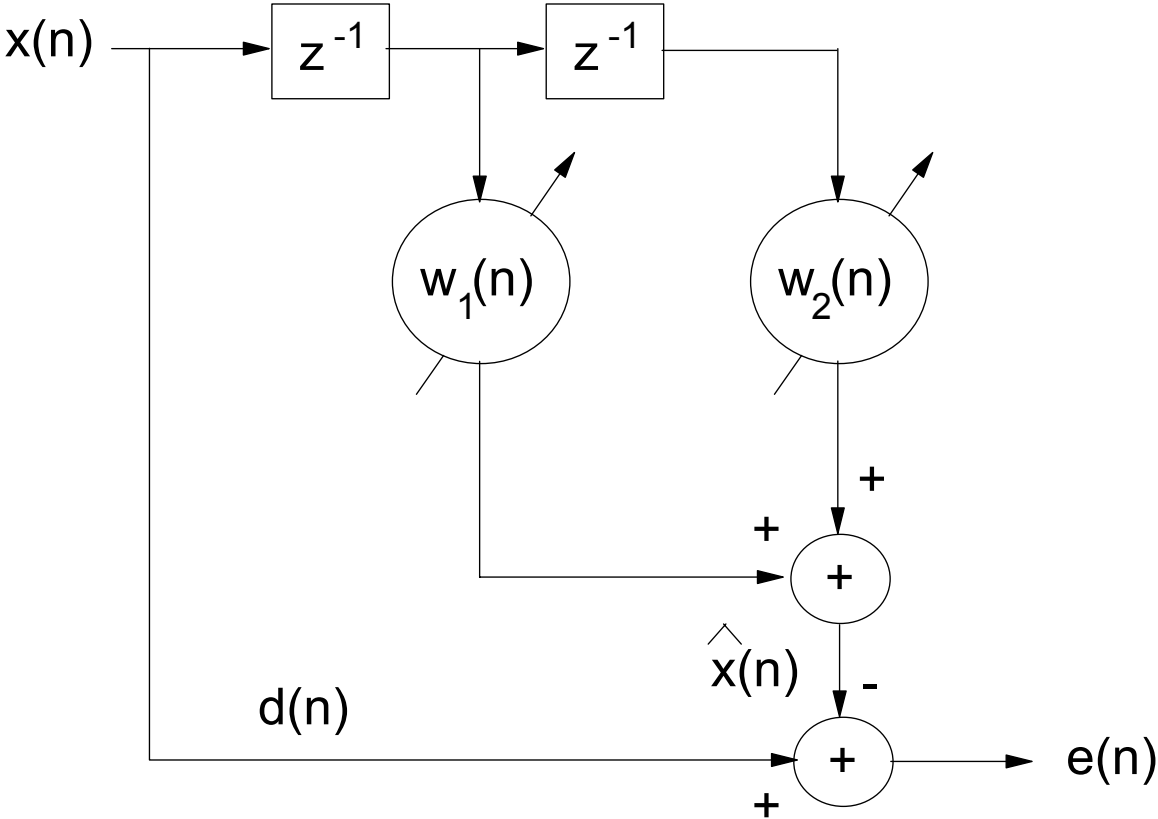 x(n)
z⁻¹
z⁻¹
w₁(n)
w₂(n)
+
+
+
x̂(n)
-
d(n)
+
e(n)
+